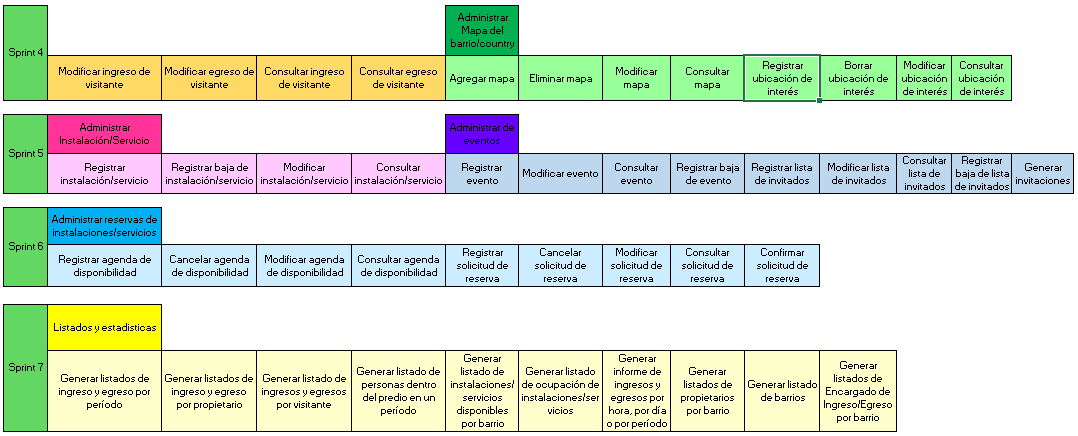 Sprint 4
Administrar
Mapa del
barrio/country
Modificar ingreso de
visitante
Modificar egreso de
visitante
Consultar ingreso
de visitante
Consultar egreso
de visitante
Agregar mapa
Eliminar mapa
Modificar
mapa
Consultar
mapa
Registrar
ubicación de
interés
Borrar
ubicación de
interés
Modificar
ubicación
de interés
Consultar
ubicación
de interés
Sprint 5
Administrar
Instalación/Servicio
Administrar de
eventos
Registrar
instalación/servicio
Registrar baja de
instalación/servicio
Modificar
instalación/servicio
Consultar
instalación/servicio
Registrar
evento
Modificar evento
Consultar
evento
Registrar baja
de evento
Registrar lista
de invitados
Modificar lista
de invitados
Consultar
lista de
invitados
Registrar
baja de lista
de invitados
Generar
invitaciones
Sprint 6
Administrar reservas de
instalaciones/servicios
Registrar agenda de
disponibilidad
Cancelar agenda
de disponibilidad
Modificar agenda
de disponibilidad
Consultar agenda
de disponibilidad
Registrar
solicitud de
reserva
Cancelar
solicitud de
reserva
Modificar
solicitud de
reserva
Consultar
solicitud de
reserva
Confirmar
solicitud de
reserva
Sprint 7
Listados y estadisticas
Generar listados de
ingreso y egreso por
período
Generar listados de
ingreso y egreso
por propietario
Generar listado de
ingresos y egresos
por visitante
Generar listado de
personas dentro
del predio en un
período
Generar
listado de
instalaciones/
servicios
disponibles
por barrio
Generar listado
de ocupación de
instalaciones/ser
vicios
Generar
informe de
ingresos y
egresos por
hora, por día
o por período
Generar
listados de
propietarios
por barrio
Generar listado
de barrios
Generar
listados de
Encargado de
Ingreso/Egreso
por barrio